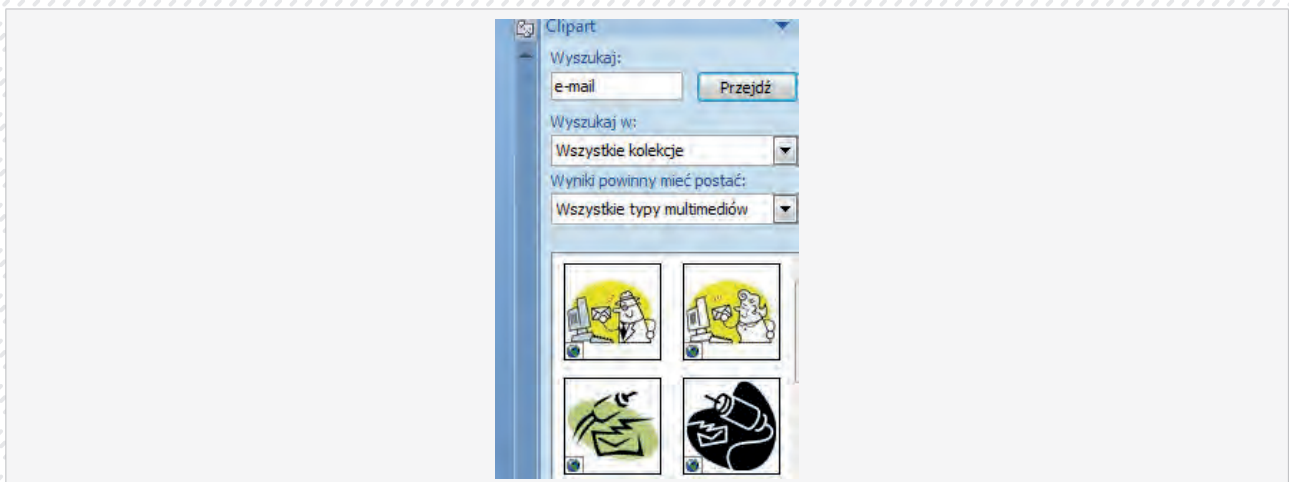 Clipart
Wyszukaj:
e-mail
Przejdź
Wyszukaj w:
Wszystkie kolekcje
Wyniki powinny mieć postać:
Wszystkie typy multimediów